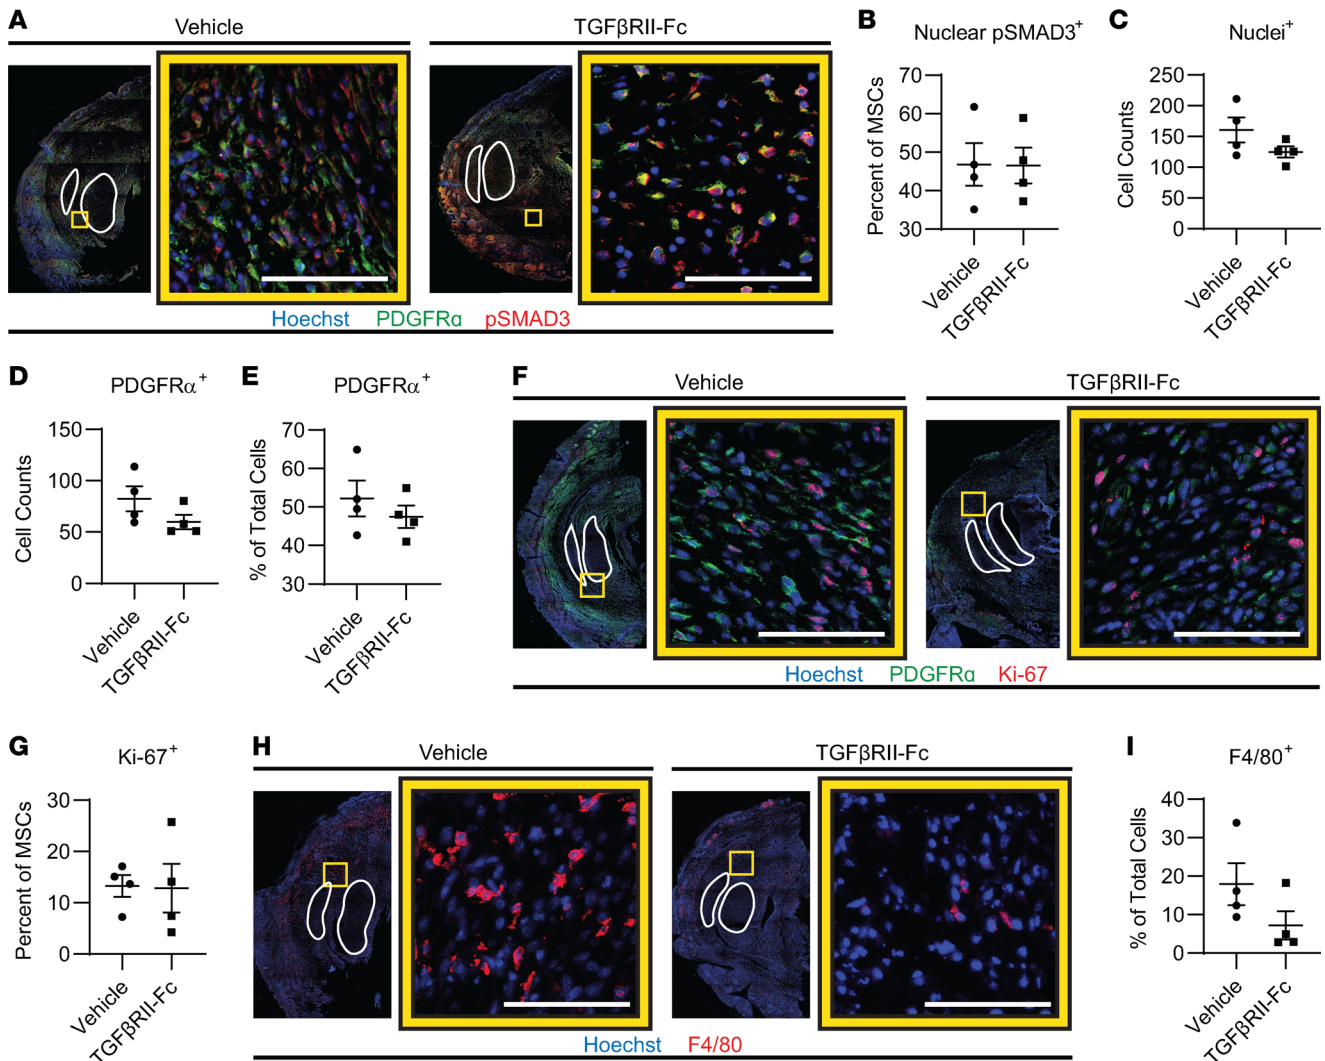 A
Vehicle
TGFβRII-Fc
Hoechst PDGFRα pSMAD3
B
Nuclear pSMAD3+
Percent of MSCs
70
60
50
40
30
Vehicle
TGFβRII-Fc
C
Nuclei+
Cell Counts
250
200
150
100
50
0
Vehicle
TGFβRII-Fc
D
PDGFRα+
Cell Counts
150
100
50
0
Vehicle
TGFβRII-Fc
E
PDGFRα+
% of Total Cells
70
60
50
40
30
Vehicle
TGFβRII-Fc
F
Vehicle
TGFβRII-Fc
Hoechst PDGFRα Ki-67
G
Ki-67+
Percent of MSCs
30
20
10
0
Vehicle
TGFβRII-Fc
H
Vehicle
TGFβRII-Fc
Hoechst F4/80
I
F4/80+
% of Total Cells
40
30
20
10
0
Vehicle
TGFβRII-Fc